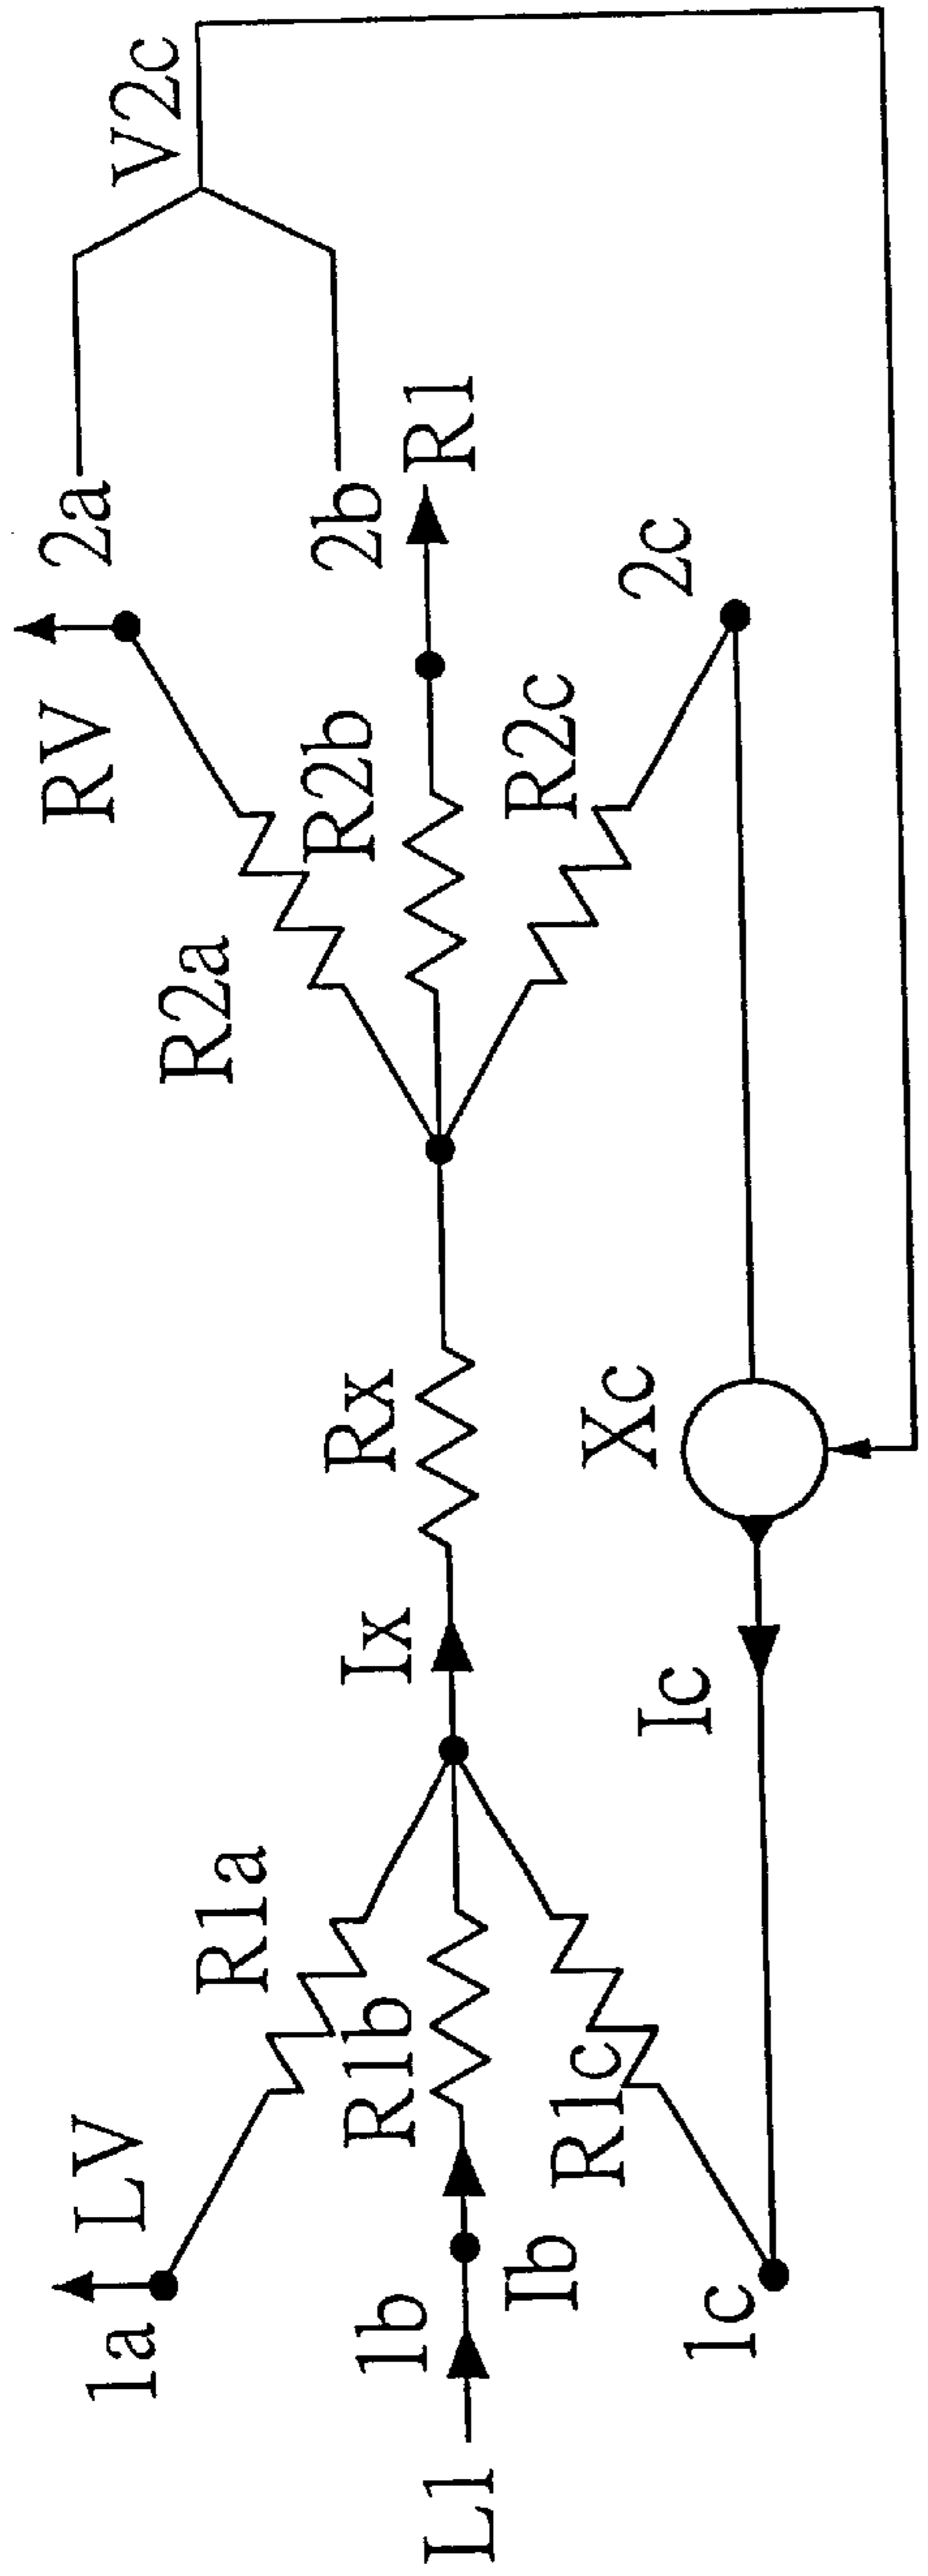 V2c
RV
2a
2b
R1
R2a
R2b
R2c
2c
Rx
Ix
Xc
Ic
LV
R1a
R1b
R1c
1a
1b
Ib
1c
L1